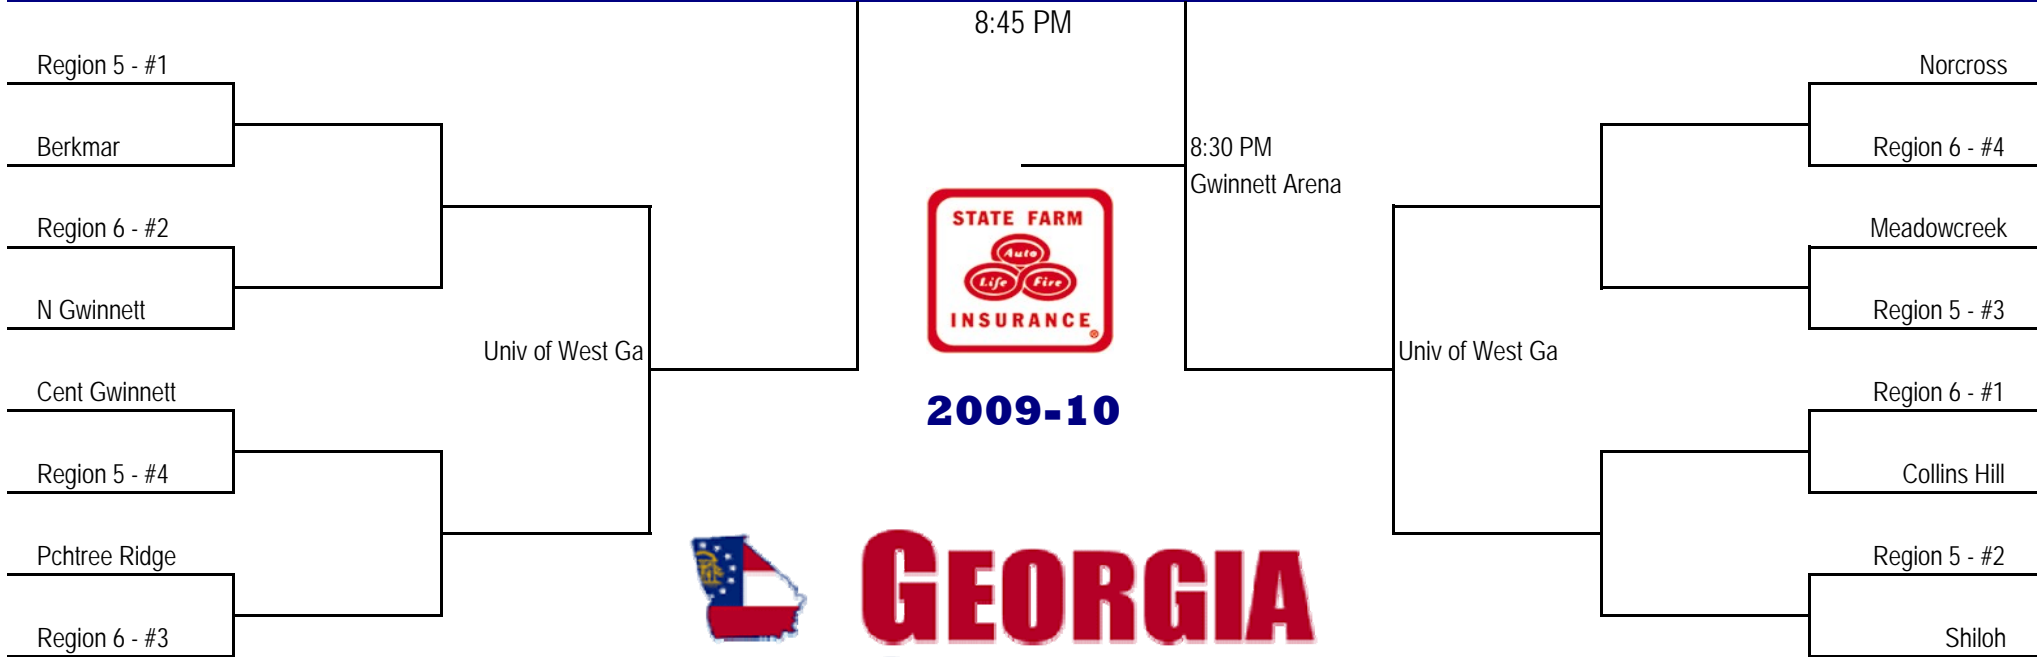 8:45 PM
Region 5 - #1
Berkmar
Region 6 - #2
N Gwinnett
Univ of West Ga
Cent Gwinnett
Region 5 - #4
Pchtree Ridge
Region 6 - #3
8:30 PM
Gwinnett Arena
STATE FARM
Auto
Life Fire
INSURANCE®
2009-10
GEORGIA
Norcross
Region 6 - #4
Meadowcreek
Region 5 - #3
Univ of West Ga
Region 6 - #1
Collins Hill
Region 5 - #2
Shiloh